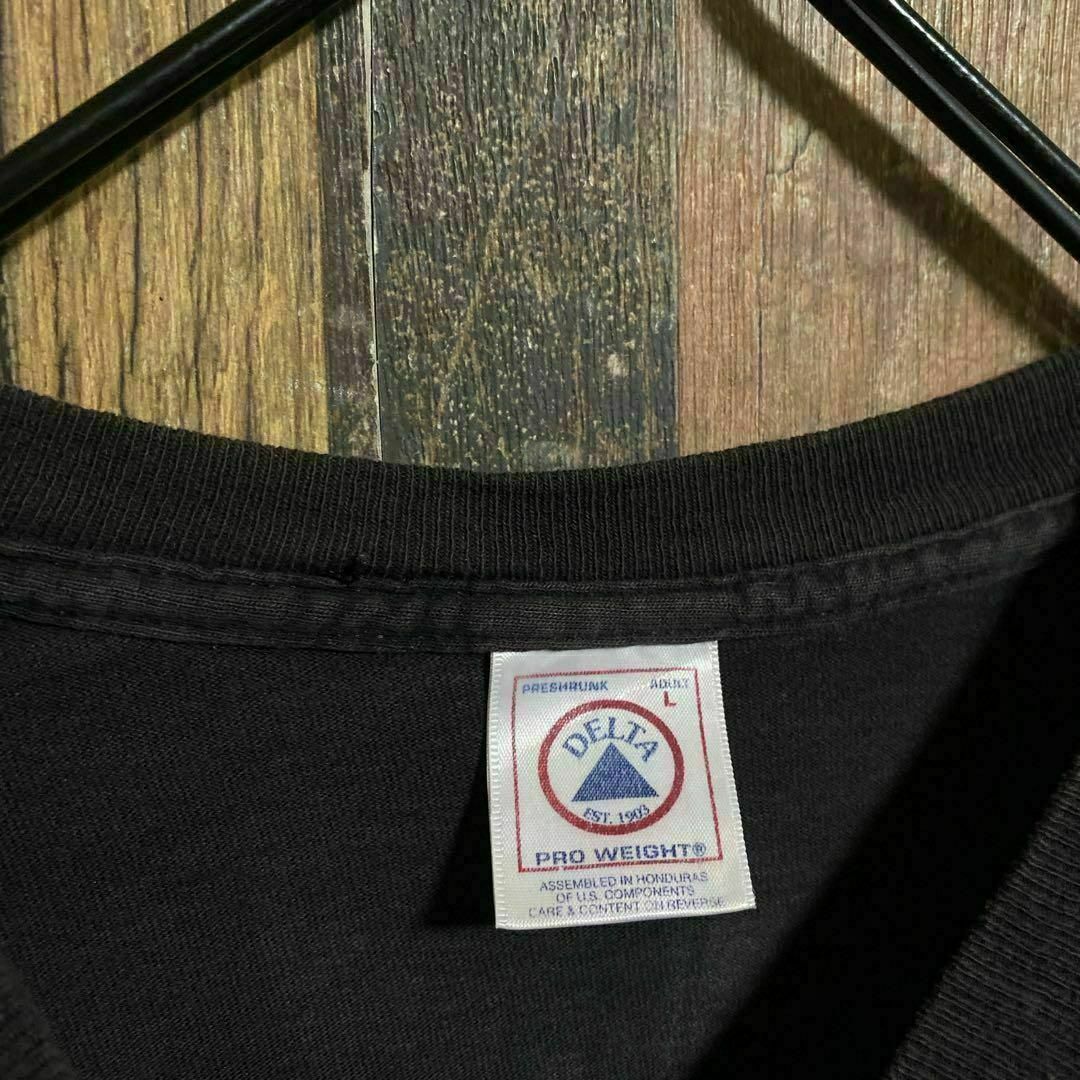 PRESHRUNK ADULT
L
DELTA
EST. 1903
PRO WEIGHT®
ASSEMBLED IN HONDURAS
OF U.S. COMPONENTS
CARE & CONTENT ON REVERSE